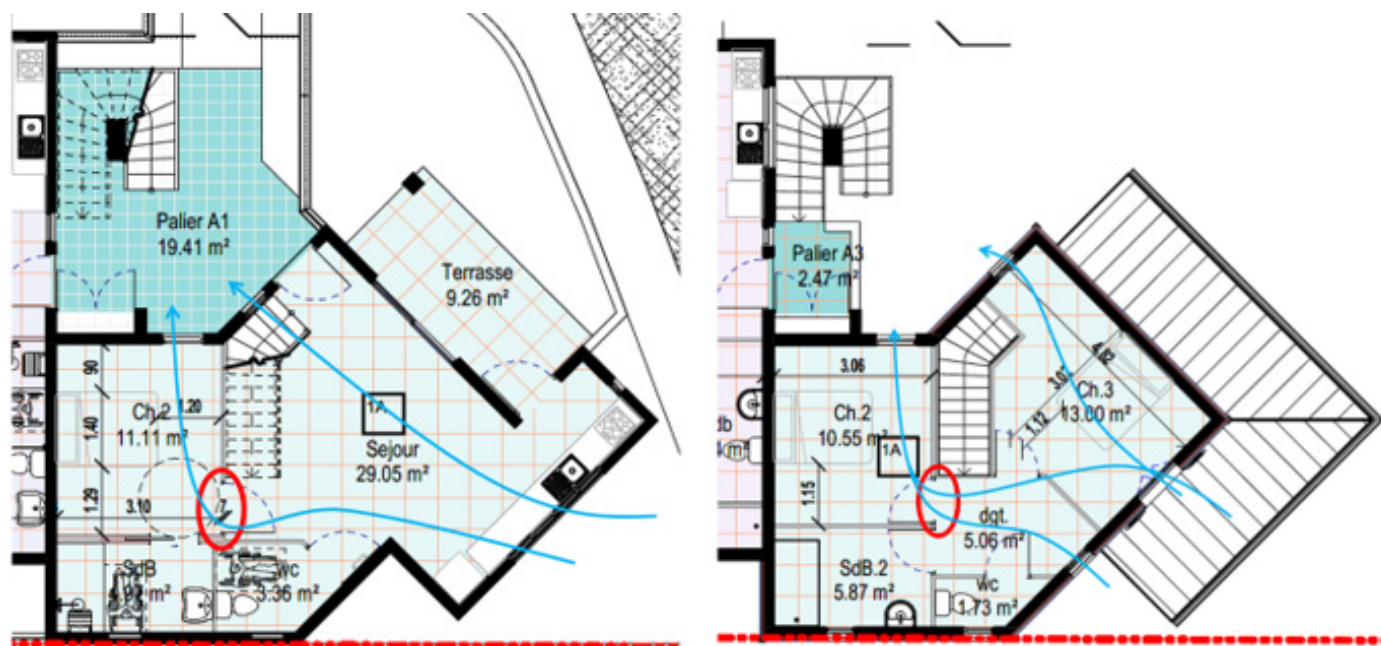 Palier A1
19.41 m²
Terrasse
9.26 m²
90
Ch.2
1.20
11.11 m²
1.40
1A
Sejour
29.05 m²
1.29
3.10
SdB
wc
3.36 m²
Palier A3
2.47 m²
3.06
4.02
Ch.2
10.55 m²
1A
1.12
Ch.3
13.00 m²
1.15
dgt.
5.06 m²
SdB.2
5.87 m²
wc
1.73 m²